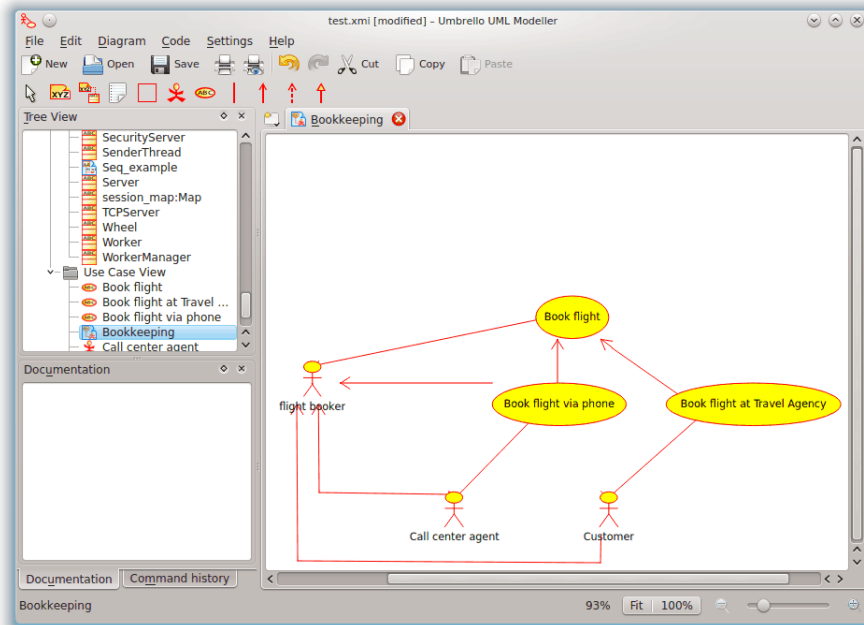 test.xmi [modified] – Umbrello UML Modeller
File Edit Diagram Code Settings Help
New Open Save Cut Copy Paste
XYZ ABC
Tree View
Bookkeeping
SecurityServer
SenderThread
Seq_example
Server
session_map:Map
TCPServer
Wheel
Worker
WorkerManager
Use Case View
Book flight
Book flight at Travel ...
Book flight via phone
Bookkeeping
Call center agent
Documentation
Book flight
flight booker
Book flight via phone
Book flight at Travel Agency
Call center agent
Customer
Documentation Command history
Bookkeeping
93% Fit 100%